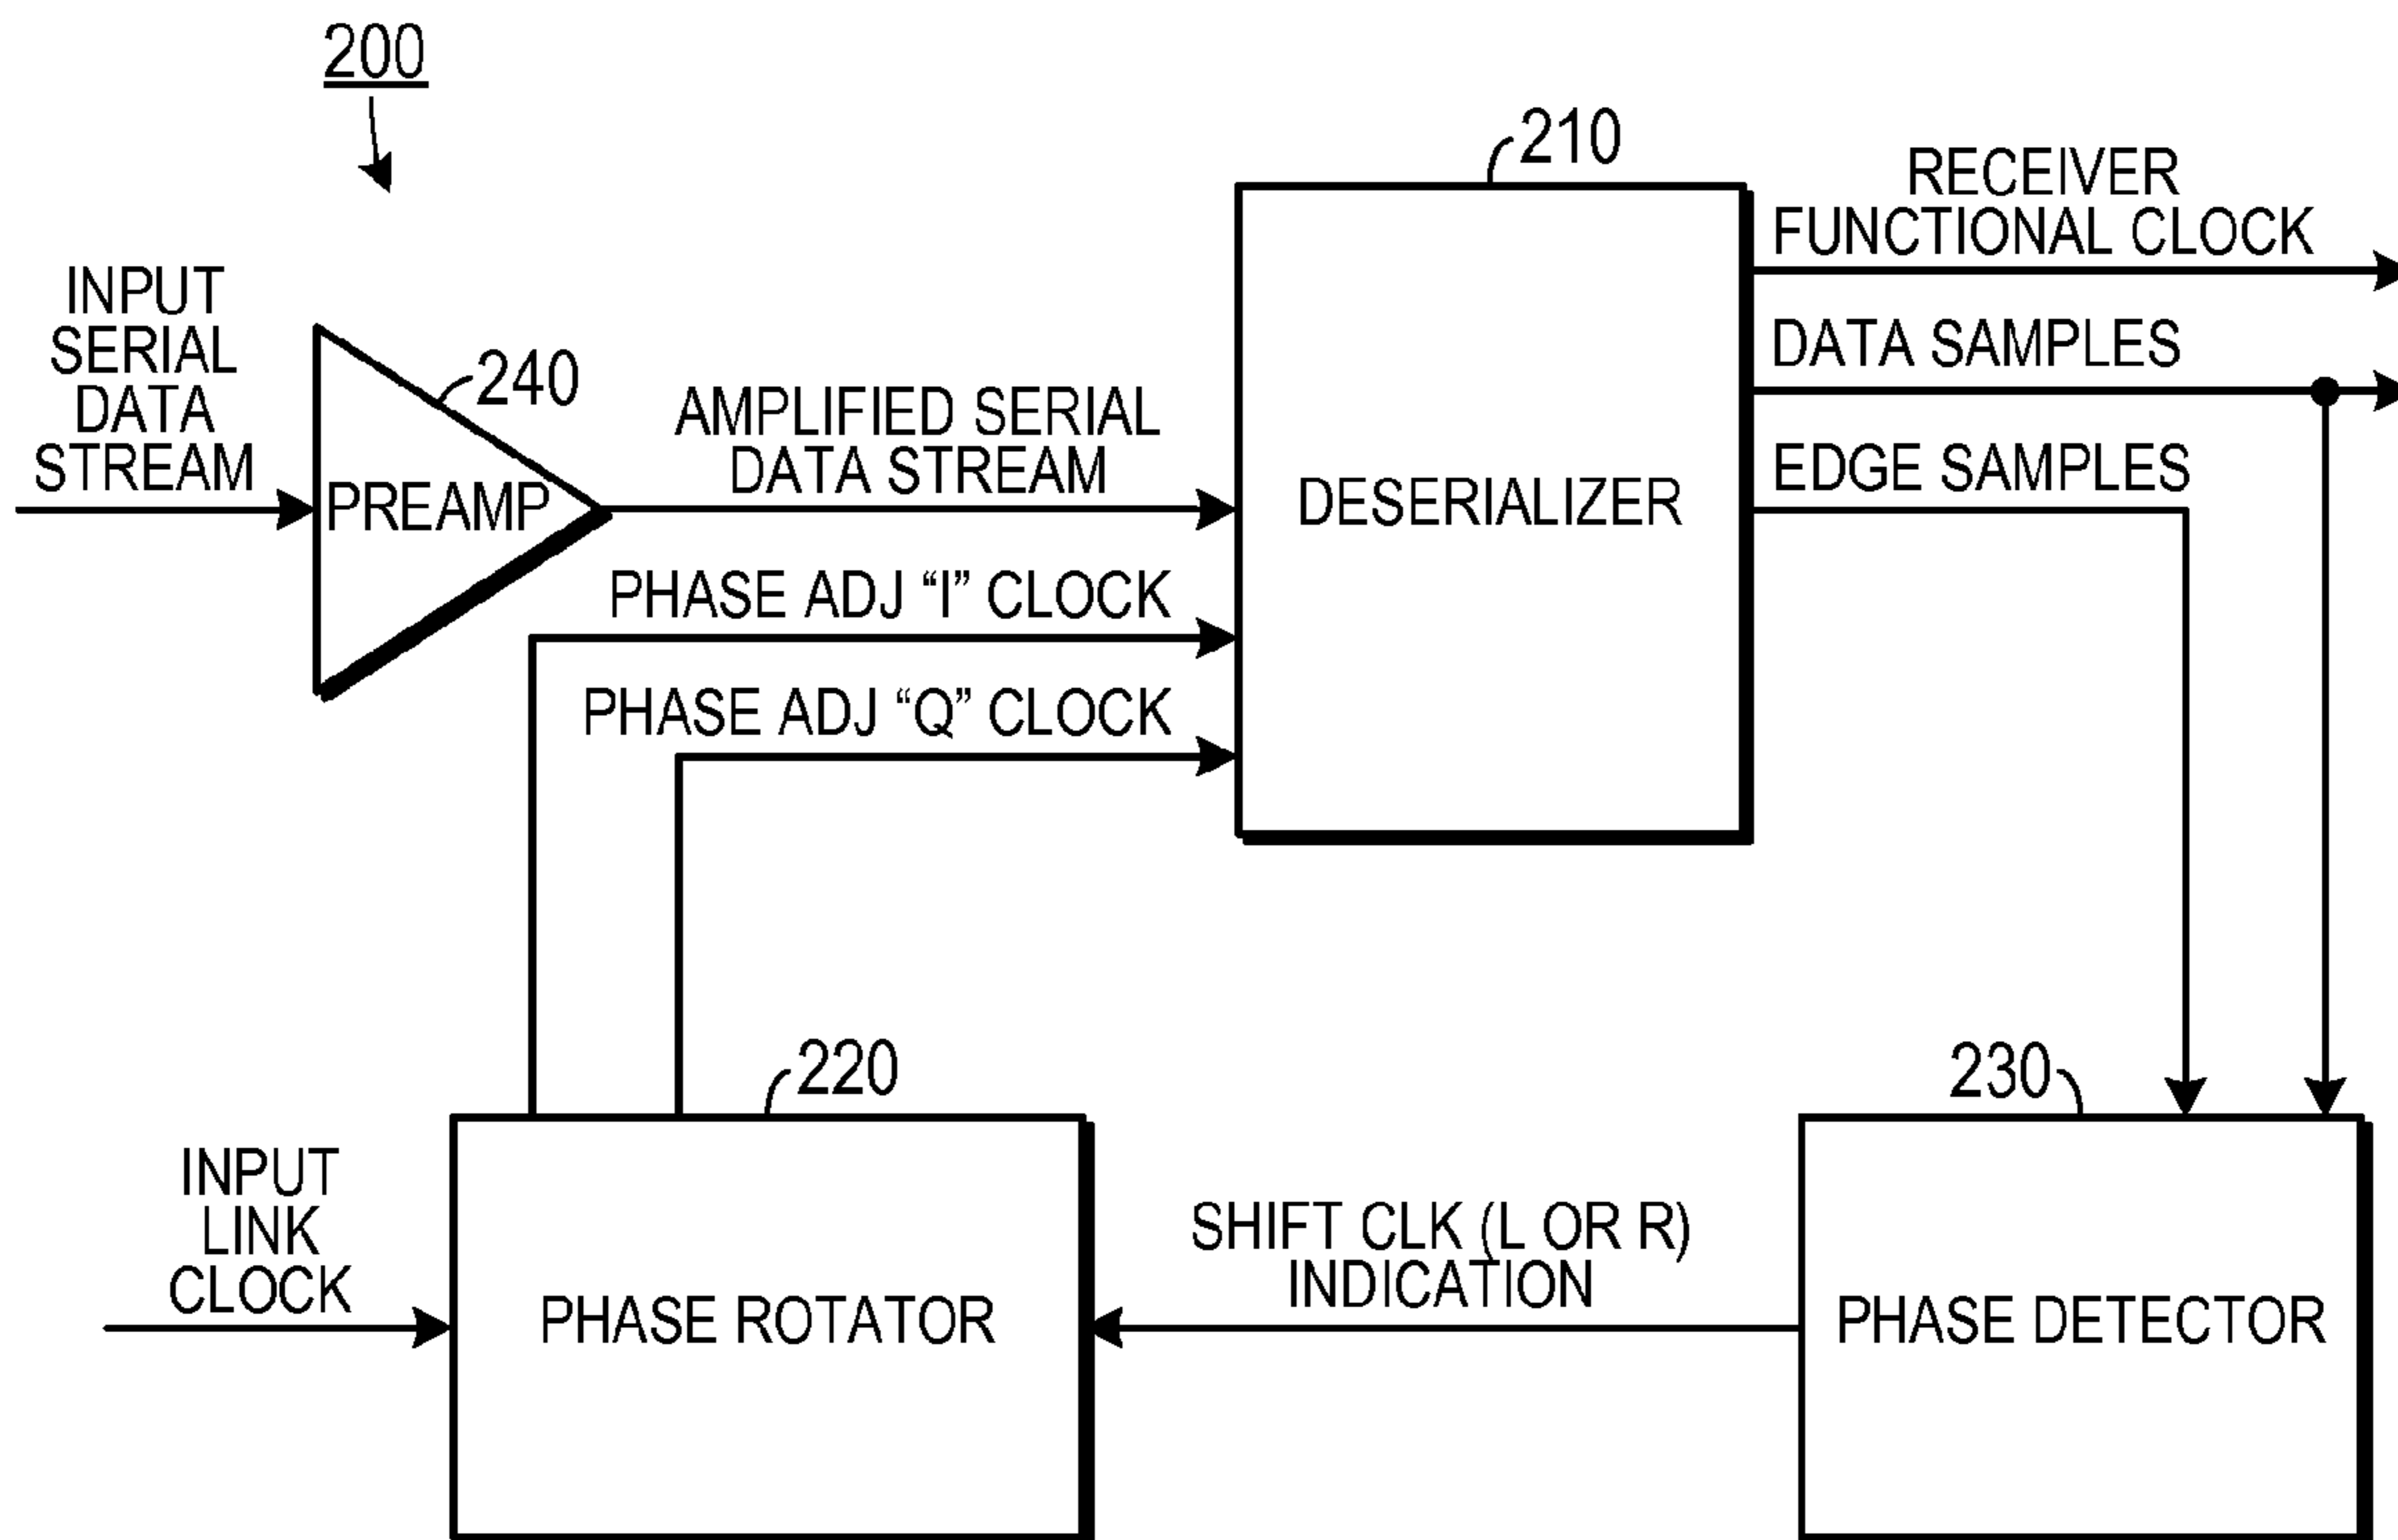 200
210
RECEIVER
FUNCTIONAL CLOCK
INPUT
SERIAL
DATA
STREAM
240
PREAMP
AMPLIFIED SERIAL
DATA STREAM
DATA SAMPLES
EDGE SAMPLES
DESERIALIZER
PHASE ADJ “I” CLOCK
PHASE ADJ “Q” CLOCK
220
230
INPUT
LINK
CLOCK
PHASE ROTATOR
SHIFT CLK (L OR R)
INDICATION
PHASE DETECTOR